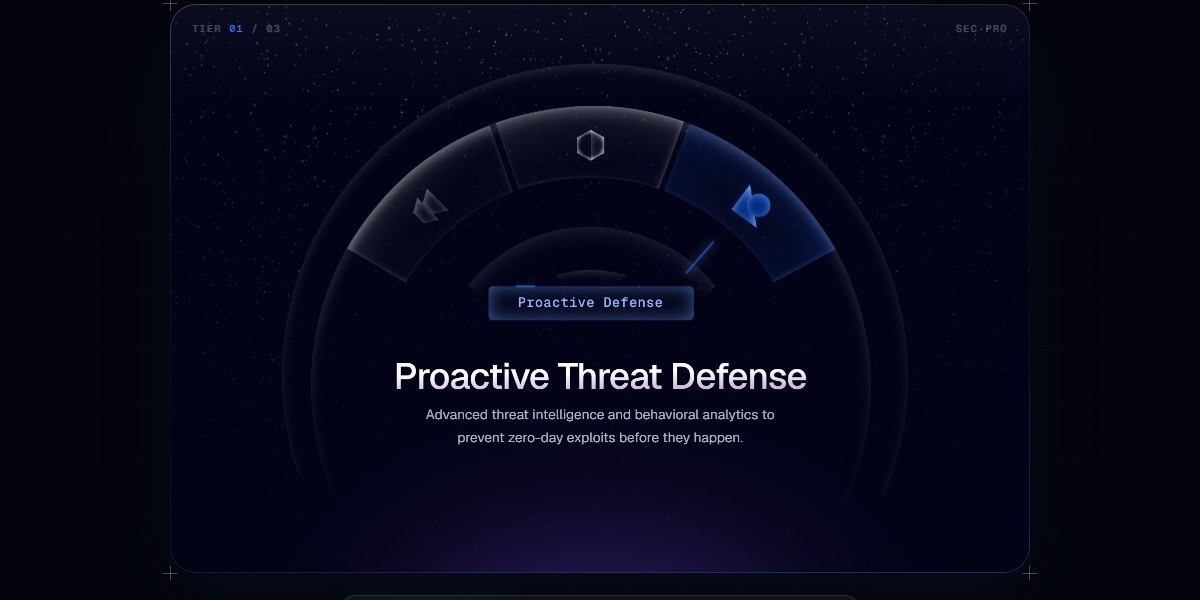 TIER 01 / 03
SEC-PRO
Proactive Defense
Proactive Threat Defense
Advanced threat intelligence and behavioral analytics to
prevent zero-day exploits before they happen.